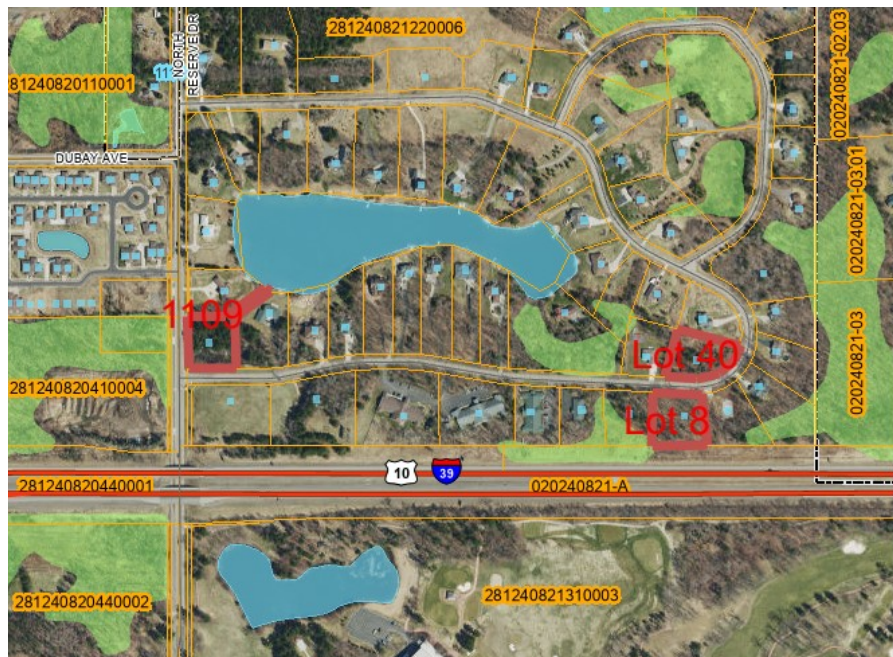 281240821220006
NORTH
RESERVE DR
11
81240820110001
DUBAY AVE
020240821-02.03
020240821-03.01
020240821-03
1109
Lot 40
Lot 8
281240820410004
10
39
281240820440001
020240821-A
281240820440002
281240821310003